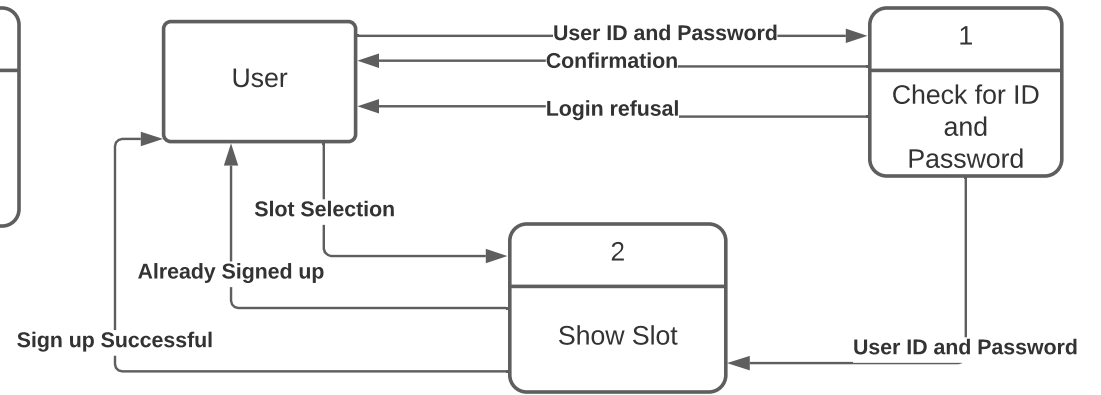 User ID and Password
1
User
Confirmation
Check for ID
and
Password
Login refusal
Slot Selection
2
Already Signed up
Show Slot
Sign up Successful
User ID and Password